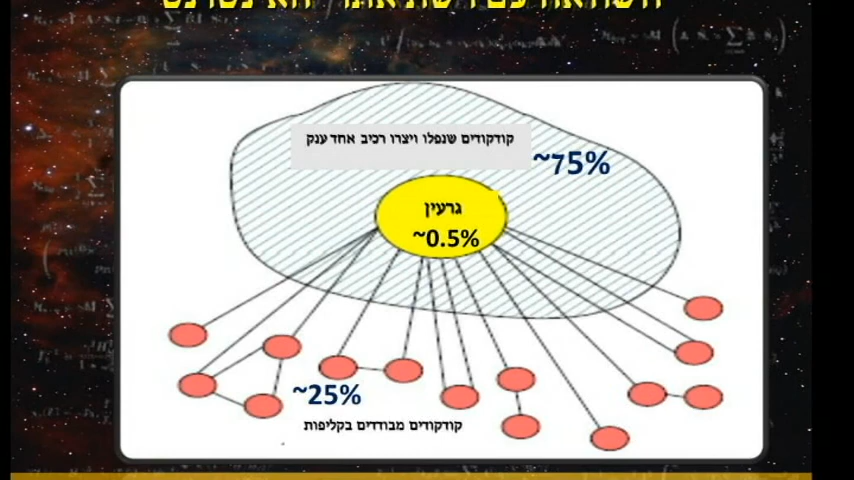 קודקודים שנפלו ויצרו רכיב אחד ענק
~75%
גרעין
~0.5%
~25%
קודקודים מבודדים בקליפות